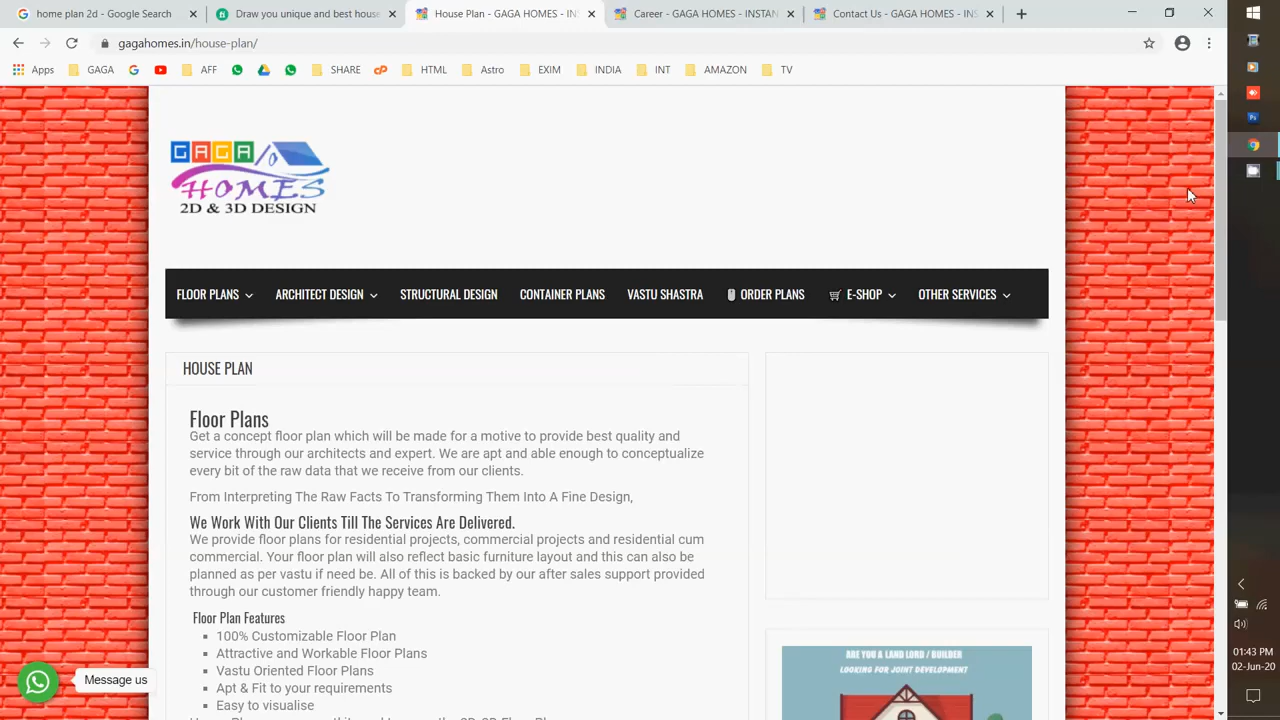 home plan 2d - Google Search
Draw you unique and best house
House Plan - GAGA HOMES - INS
Career - GAGA HOMES - INSTAN
Contact Us - GAGA HOMES - INS
gagahomes.in/house-plan/
Apps
GAGA
AFF
SHARE
HTML
Astro
EXIM
INDIA
INT
AMAZON
TV
GAGA
HOMES
2D & 3D DESIGN
FLOOR PLANS
ARCHITECT DESIGN
STRUCTURAL DESIGN
CONTAINER PLANS
VASTU SHASTRA
ORDER PLANS
E-SHOP
OTHER SERVICES
HOUSE PLAN
Floor Plans
Get a concept floor plan which will be made for a motive to provide best quality and
service through our architects and expert. We are apt and able enough to conceptualize
every bit of the raw data that we receive from our clients.
From Interpreting The Raw Facts To Transforming Them Into A Fine Design,
We Work With Our Clients Till The Services Are Delivered.
We provide floor plans for residential projects, commercial projects and residential cum
commercial. Your floor plan will also reflect basic furniture layout and this can also be
planned as per vastu if need be. All of this is backed by our after sales support provided
through our customer friendly happy team.
Floor Plan Features
100% Customizable Floor Plan
Attractive and Workable Floor Plans
Vastu Oriented Floor Plans
Apt & Fit to your requirements
Easy to visualise
ARE YOU A LAND LORD / BUILDER
LOOKING FOR JOINT DEVELOPMENT
Message us
01:43 PM
02-Jun-20